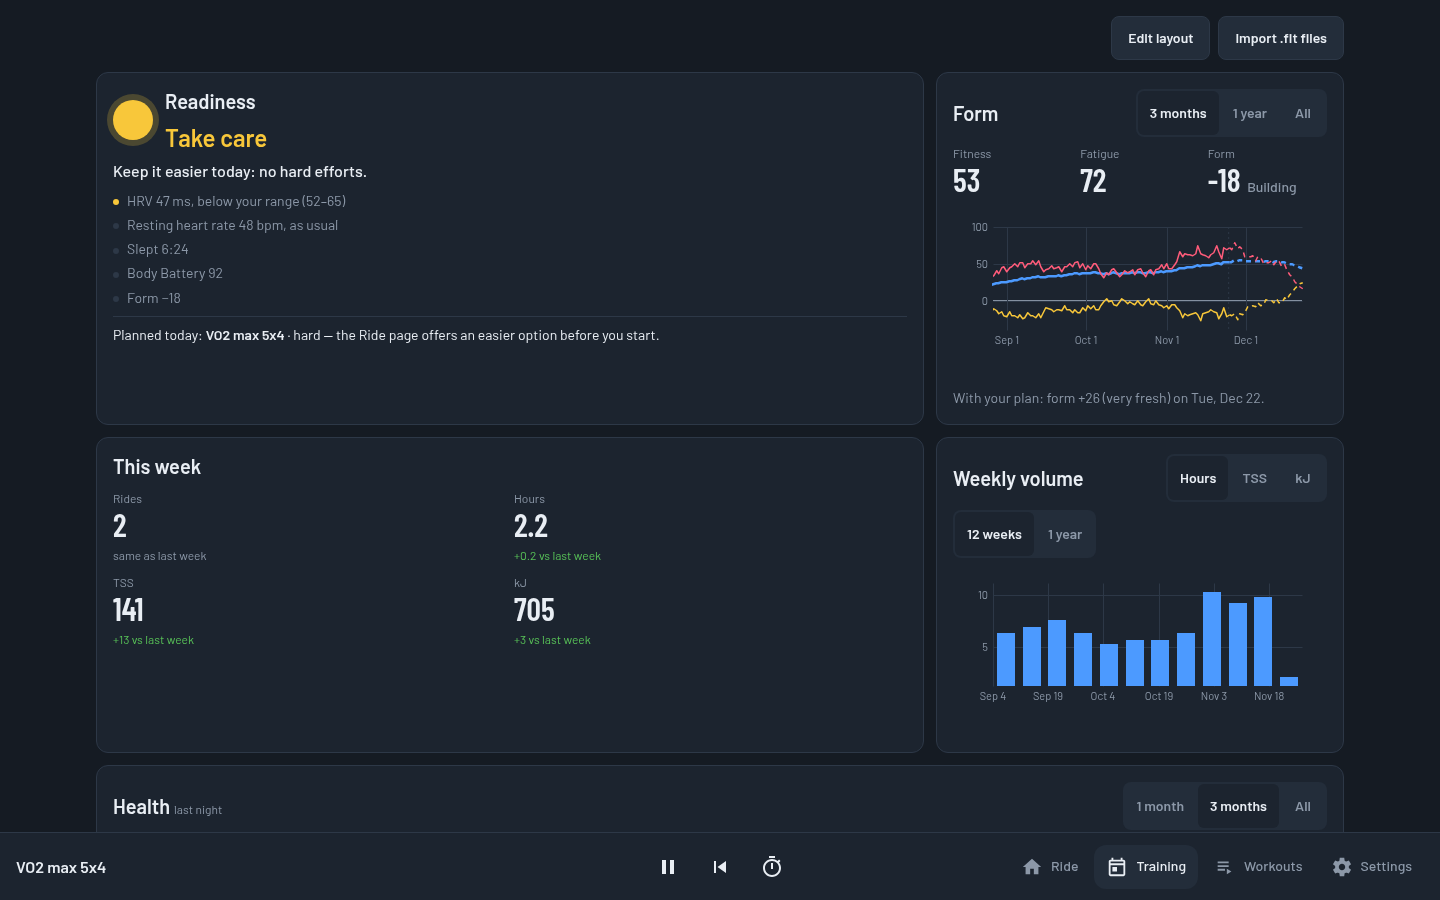 Edit layout
Import .fit files
Readiness
Take care
Keep it easier today: no hard efforts.
HRV 47 ms, below your range (52–65)
Resting heart rate 48 bpm, as usual
Slept 6:24
Body Battery 92
Form −18
Planned today: VO2 max 5x4 · hard — the Ride page offers an easier option before you start.
Form
3 months
1 year
All
Fitness
Fatigue
Form
53
72
-18 Building
100
50
0
Sep 1
Oct 1
Nov 1
Dec 1
With your plan: form +26 (very fresh) on Tue, Dec 22.
This week
Rides
Hours
2
2.2
same as last week
+0.2 vs last week
TSS
kJ
141
705
+13 vs last week
+3 vs last week
Weekly volume
Hours
TSS
kJ
12 weeks
1 year
10
5
Sep 4
Sep 19
Oct 4
Oct 19
Nov 3
Nov 18
Health last night
1 month
3 months
All
VO2 max 5x4
Ride
Training
Workouts
Settings